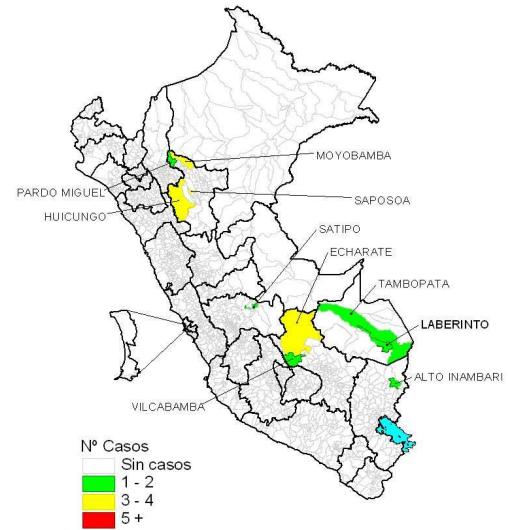 MOYOBAMBA
PARDO MIGUEL
SAPOSOA
HUICUNGO
SATIPO
ECHARATE
TAMBOPATA
LABERINTO
ALTO INAMBARI
VILCABAMBA
Nº Casos
Sin casos
1 - 2
3 - 4
5 +